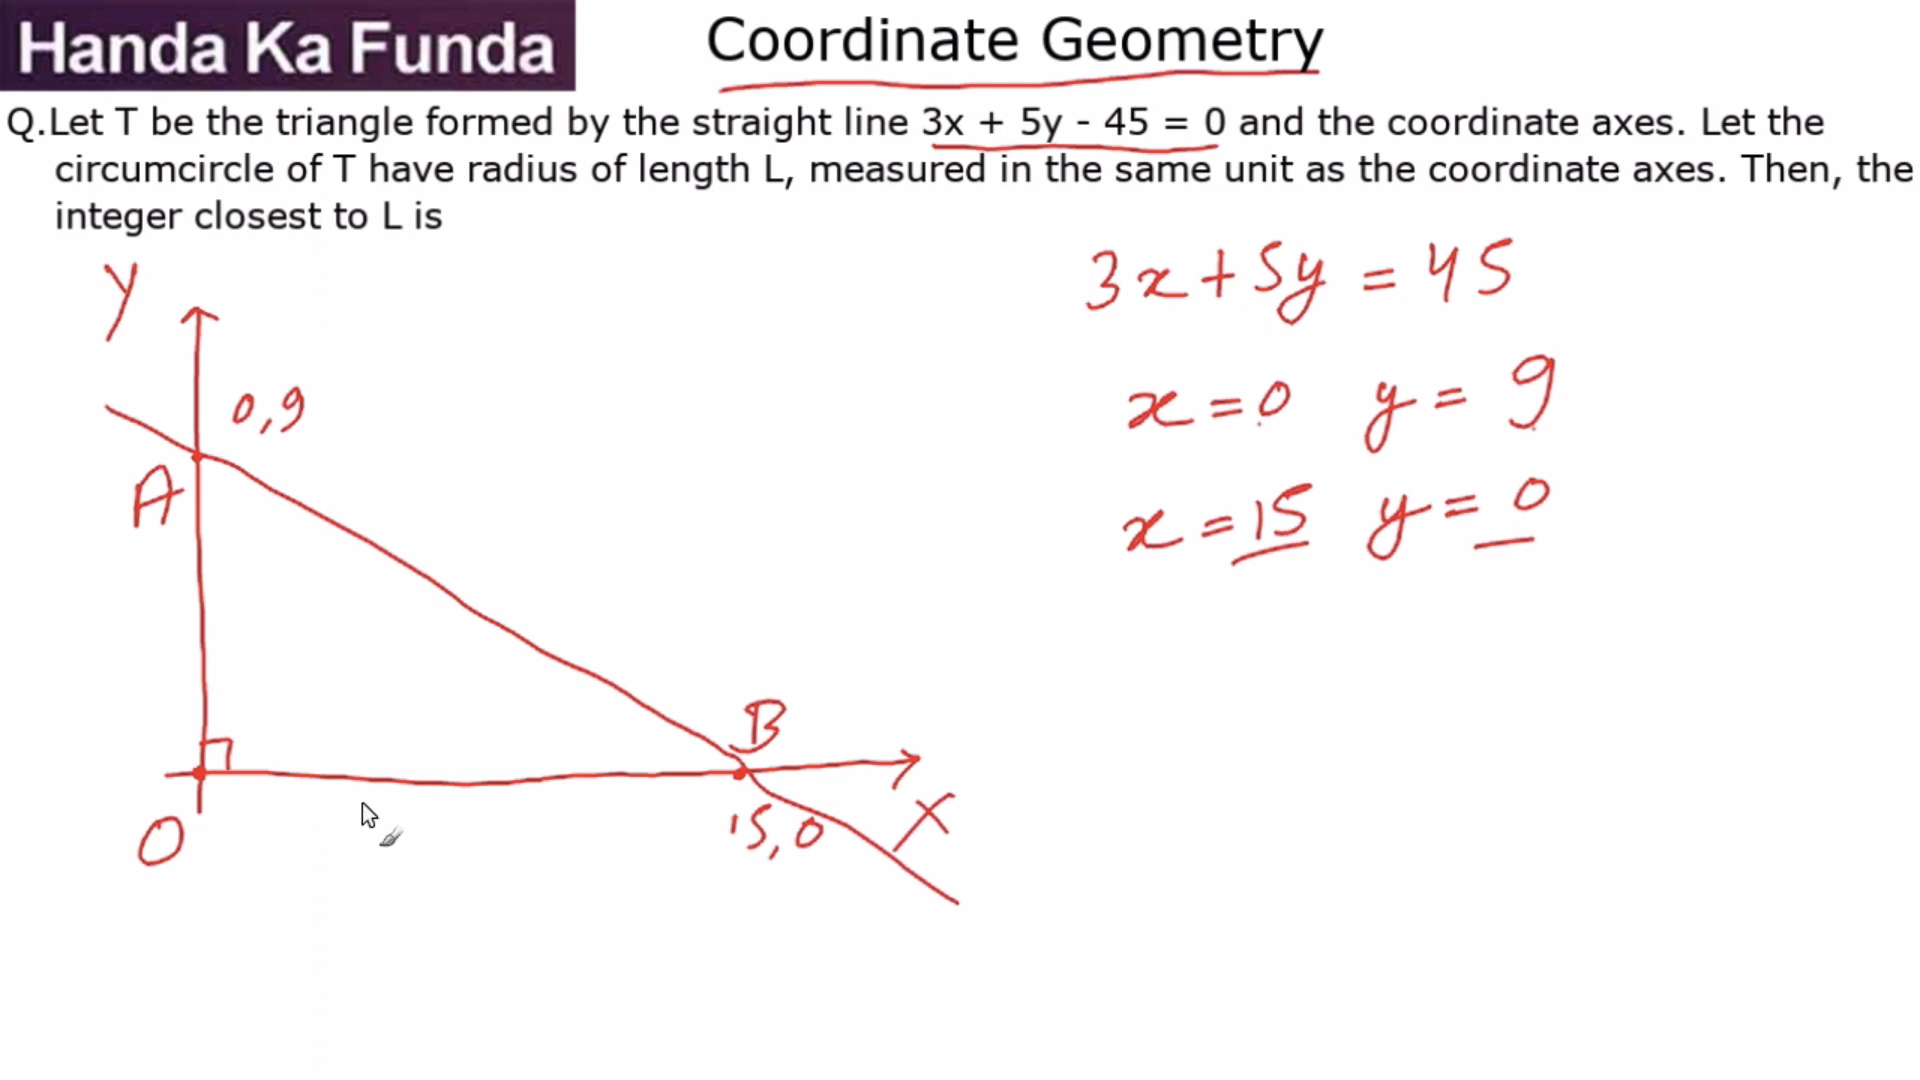 Handa Ka Funda
Coordinate Geometry
Q.Let T be the triangle formed by the straight line 3x + 5y - 45 = 0 and the coordinate axes. Let the
circumcircle of T have radius of length L, measured in the same unit as the coordinate axes. Then, the
integer closest to L is
3x + 5y = 45
Y
x = 0 y = 9
0,9
A
x = 15 y = 0
B
O
15,0
X